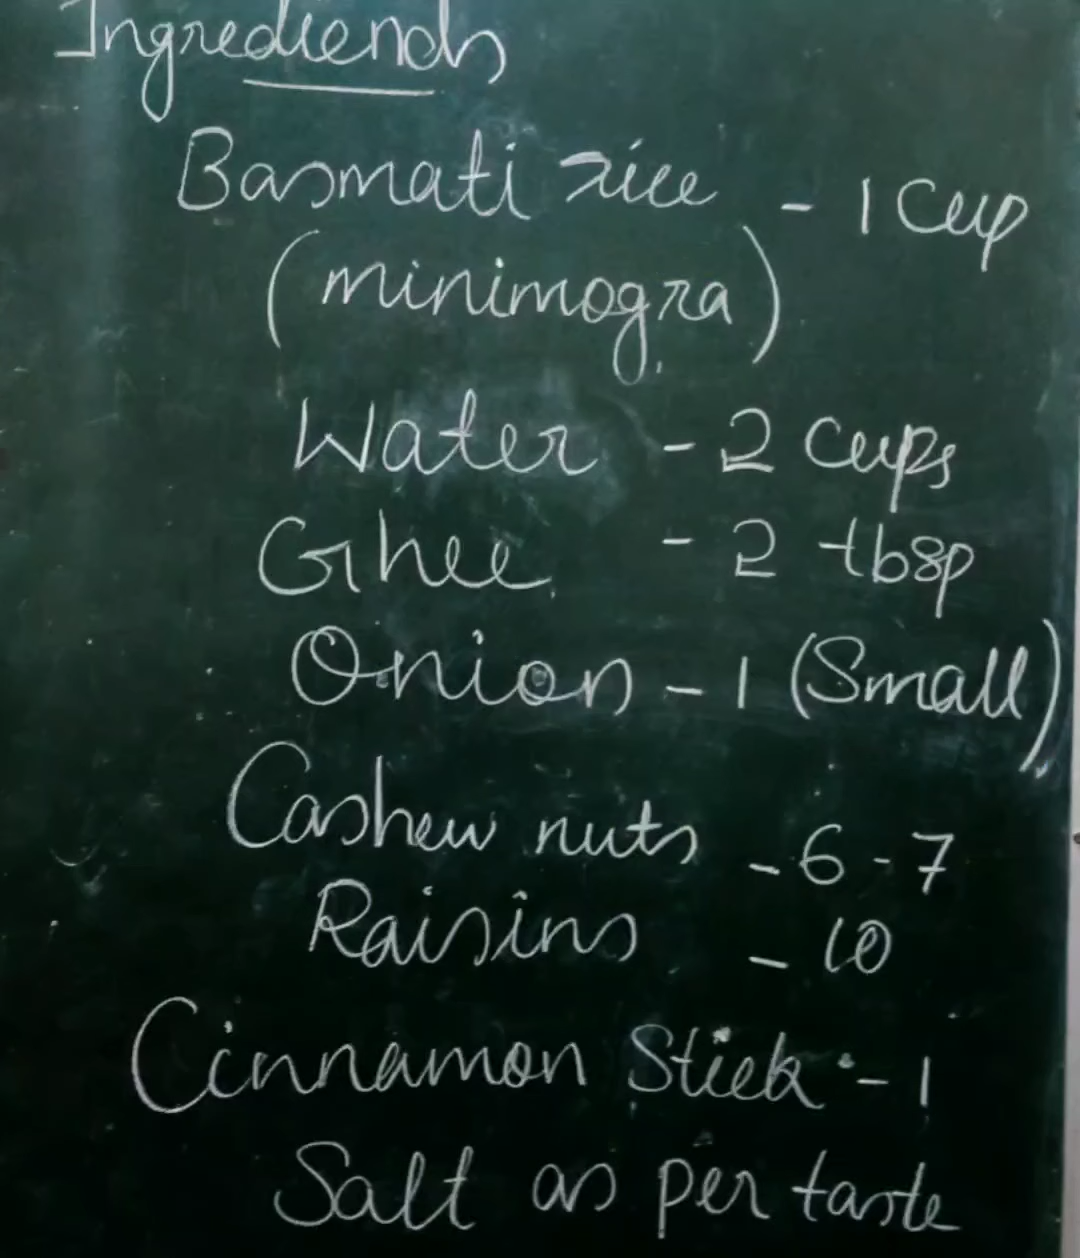 Ingredients
Basmati rice - 1 Cup
(minimogra)
Water - 2 Cups
Ghee - 2 tbsp
Onion - 1 (Small)
Cashew nuts - 6 - 7
Raisins - 10
Cinnamon Stick - 1
Salt as per taste